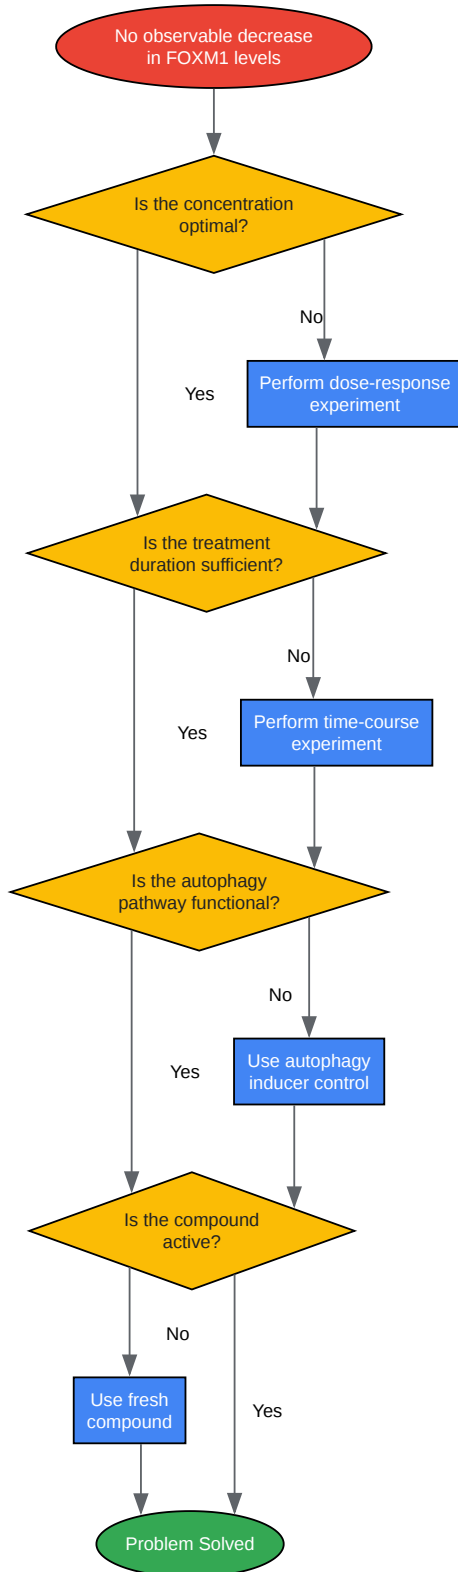 No observable decrease
in FOXM1 levels
Is the concentration
optimal?
No
Yes
Perform dose-response
experiment
Is the treatment
duration sufficient?
No
Yes
Perform time-course
experiment
Is the autophagy
pathway functional?
No
Yes
Use autophagy
inducer control
Is the compound
active?
No
Use fresh
compound
Yes
Problem Solved